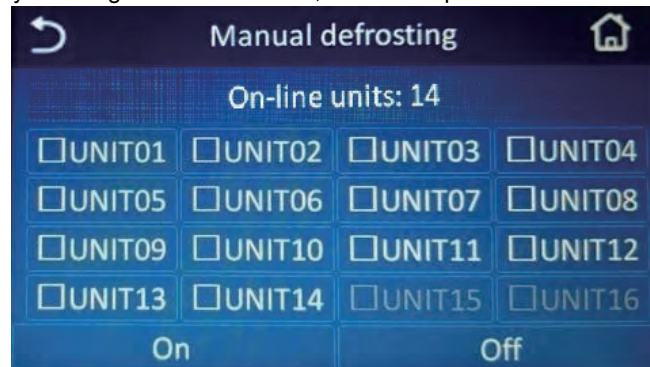 Manual defrosting
On-line units: 14
☐UNIT01 ☐UNIT02 ☐UNIT03 ☐UNIT04
☐UNIT05 ☐UNIT06 ☐UNIT07 ☐UNIT08
☐UNIT09 ☐UNIT10 ☐UNIT11 ☐UNIT12
☐UNIT13 ☐UNIT14 ☐UNIT15 ☐UNIT16
On Off